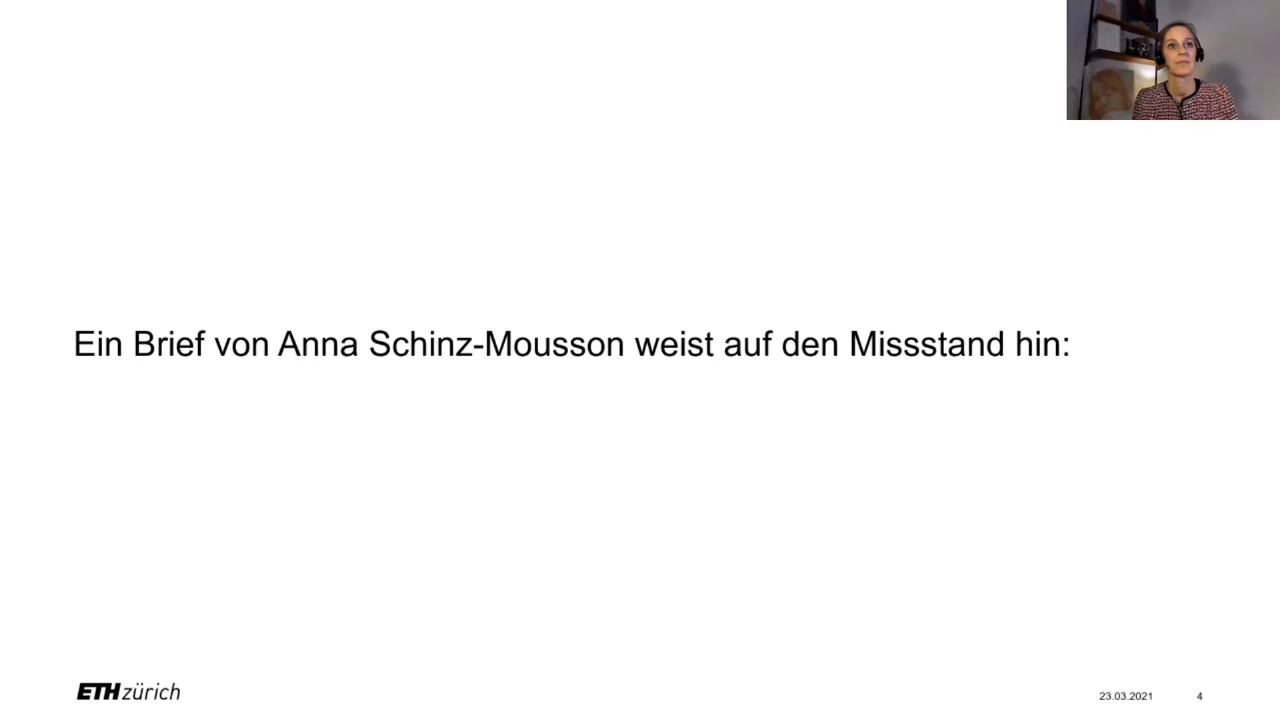 Ein Brief von Anna Schinz-Mousson weist auf den Missstand hin:
ETH zürich
23.03.2021
4